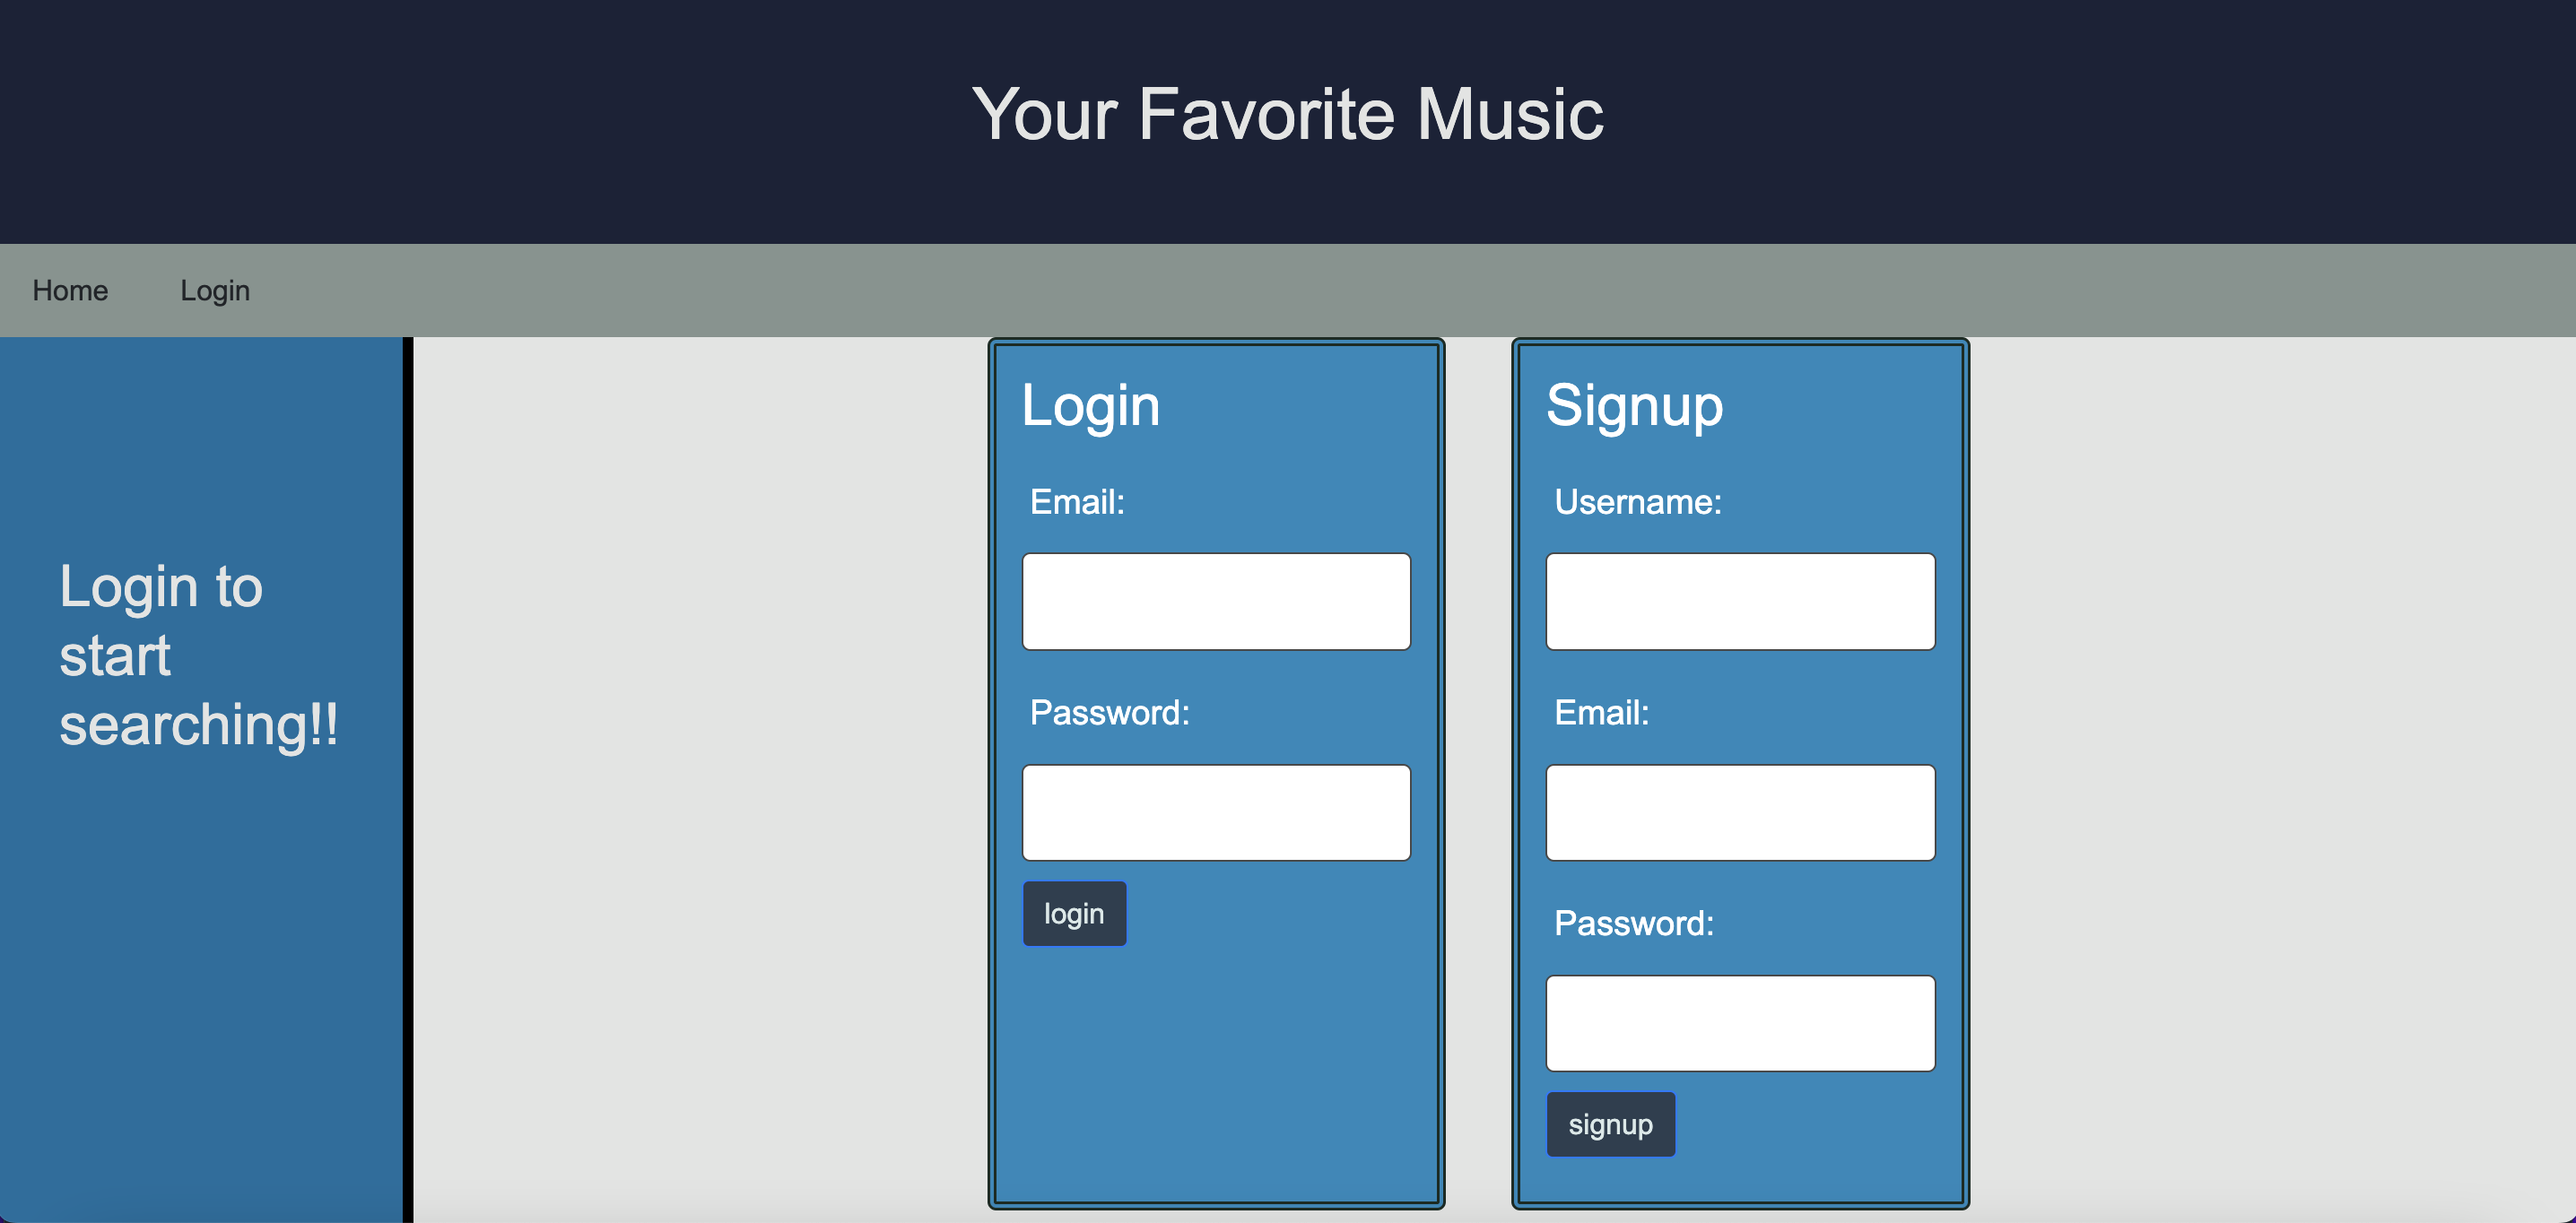 Your Favorite Music
Home
Login
Login to
start
searching!!
Login
Email:
Password:
login
Signup
Username:
Email:
Password:
signup